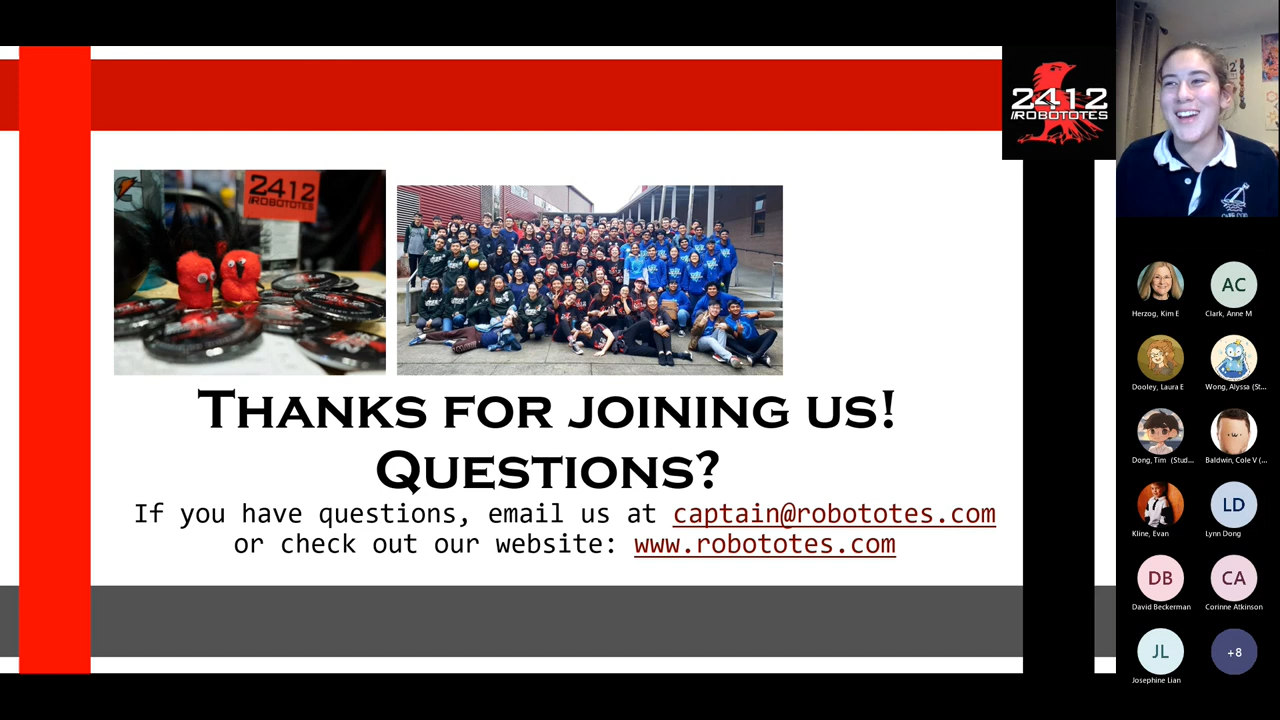 2412
ROBOTOTES
2412
ROBOTOTES
THANKS FOR JOINING US!
QUESTIONS?
If you have questions, email us at captain@robototes.com
or check out our website: www.robototes.com
Herzog, Kim E
AC
Clark, Anne M
Dooley, Laura E
Wong, Alyssa (St...
Dong, Tim (Stud...
Baldwin, Cole V (...
Kline, Evan
LD
Lynn Dong
DB
David Beckerman
CA
Corinne Atkinson
JL
Josephine Lian
+8